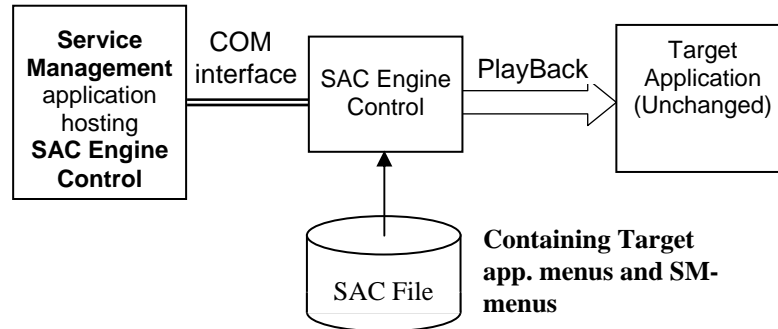 Service
Management
application
hosting
SAC Engine
Control
COM
interface
SAC Engine
Control
PlayBack
Target
Application
(Unchanged)
SAC File
Containing Target
app. menus and SM-
menus